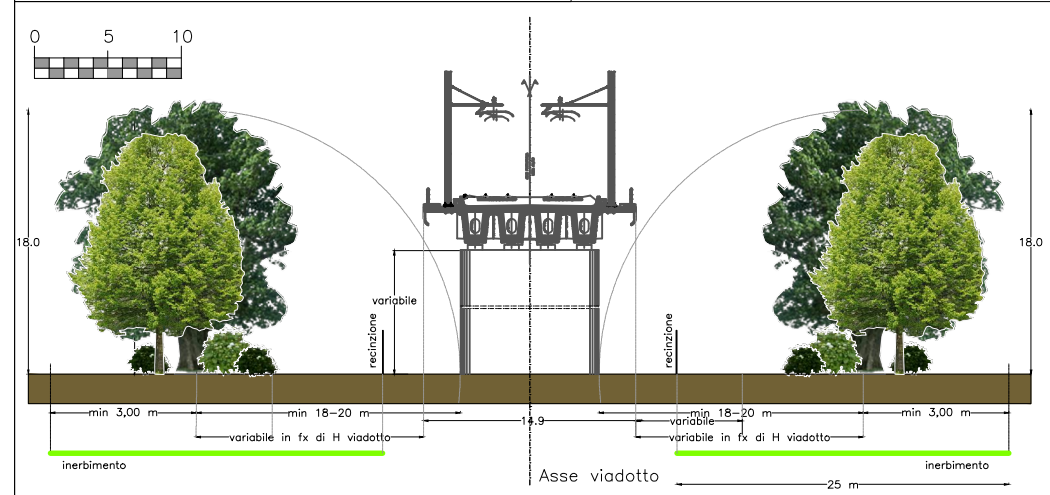 0 5 10
18.0
18.0
variabile
recinzione
recinzione
min 3,00 m
min 18-20 m
14.9
min 18-20 m
min 3,00 m
variabile
variabile in fx di H viadotto
variabile in fx di H viadotto
inerbimento
inerbimento
Asse viadotto
25 m